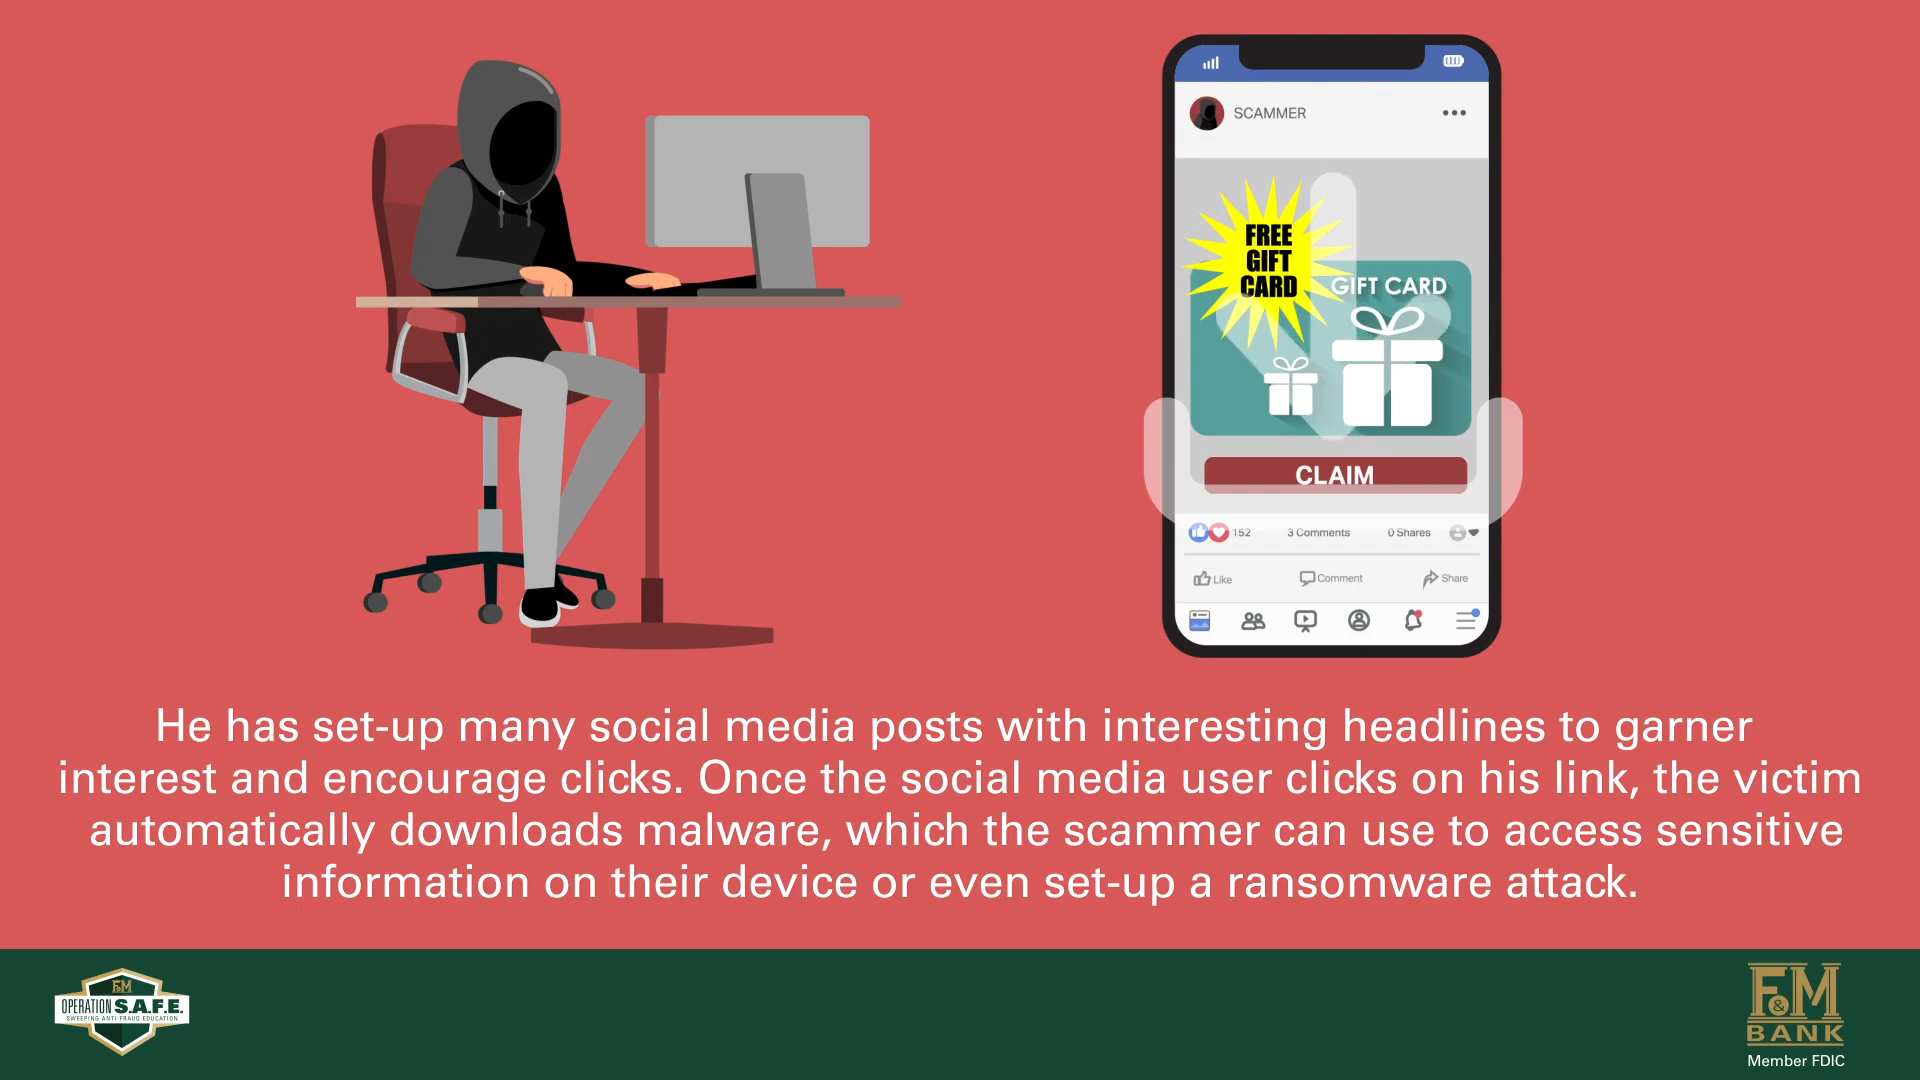 SCAMMER
FREE
GIFT
CARD
GIFT CARD
CLAIM
152 3 Comments 0 Shares
Like Comment Share
He has set-up many social media posts with interesting headlines to garner
interest and encourage clicks. Once the social media user clicks on his link, the victim
automatically downloads malware, which the scammer can use to access sensitive
information on their device or even set-up a ransomware attack.
F&M
OPERATION S.A.F.E.
SWEEPING ANTI-FRAUD EDUCATION
F&M
BANK
Member FDIC